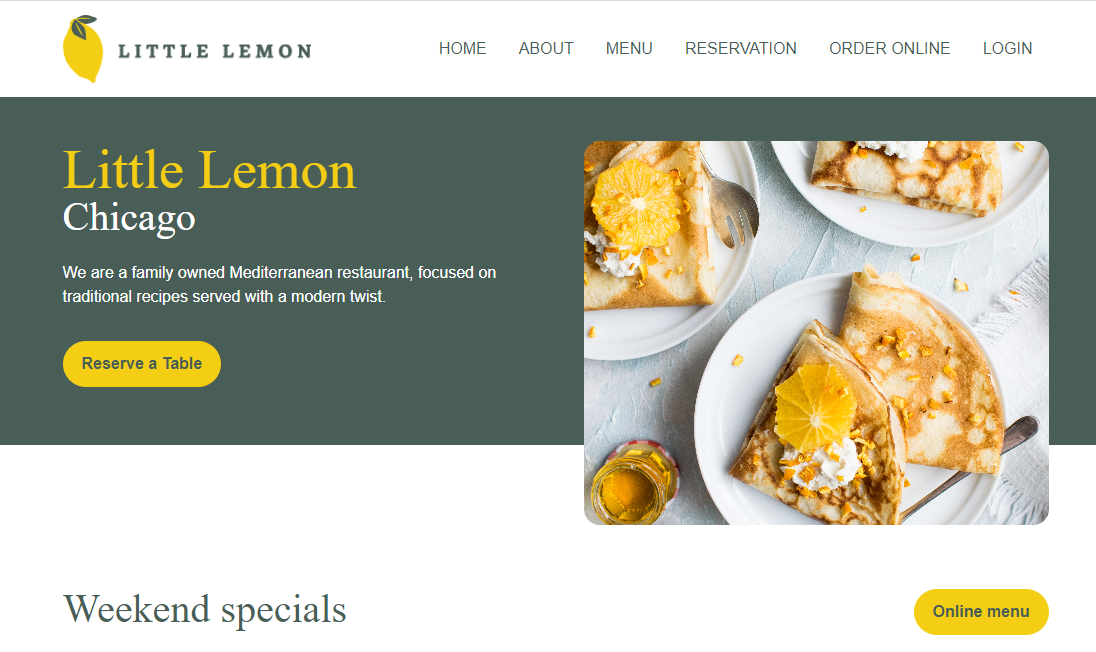 LITTLE LEMON
HOME ABOUT MENU RESERVATION ORDER ONLINE LOGIN
Little Lemon
Chicago
We are a family owned Mediterranean restaurant, focused on
traditional recipes served with a modern twist.
Reserve a Table
Weekend specials
Online menu